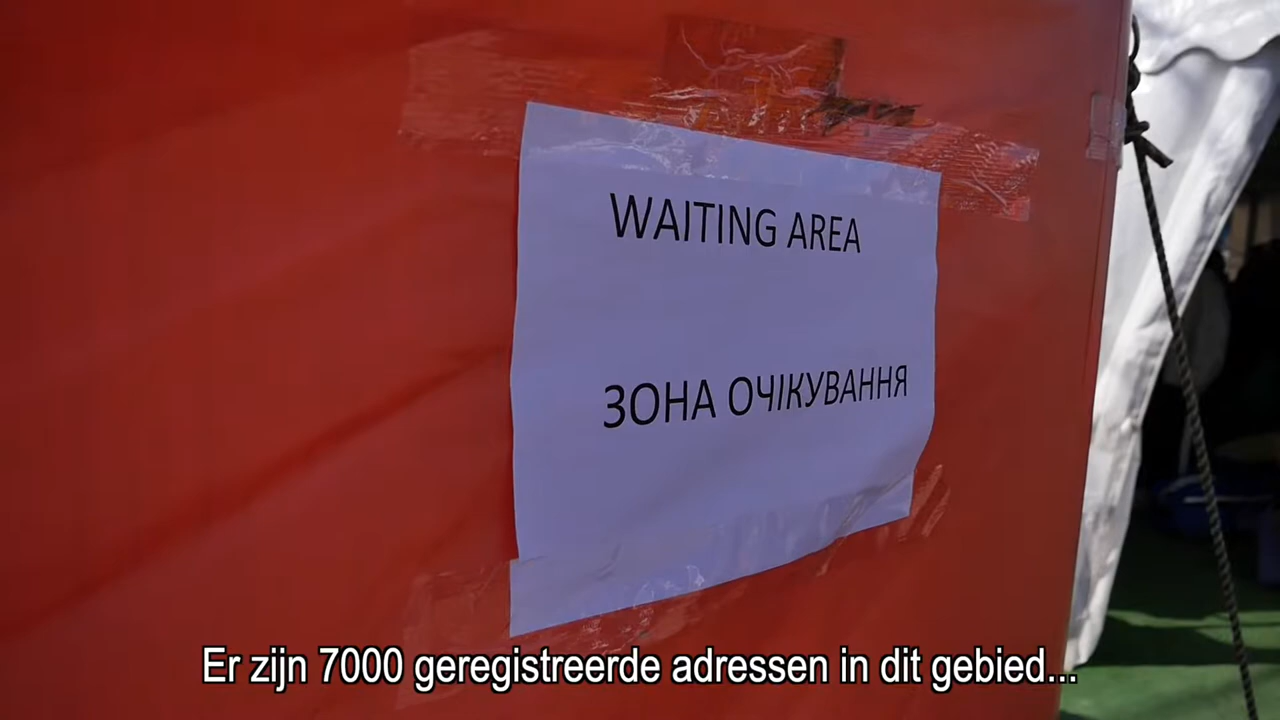 WAITING AREA
ЗОНА ОЧІКУВАННЯ
Er zijn 7000 geregistreerde adressen in dit gebied...